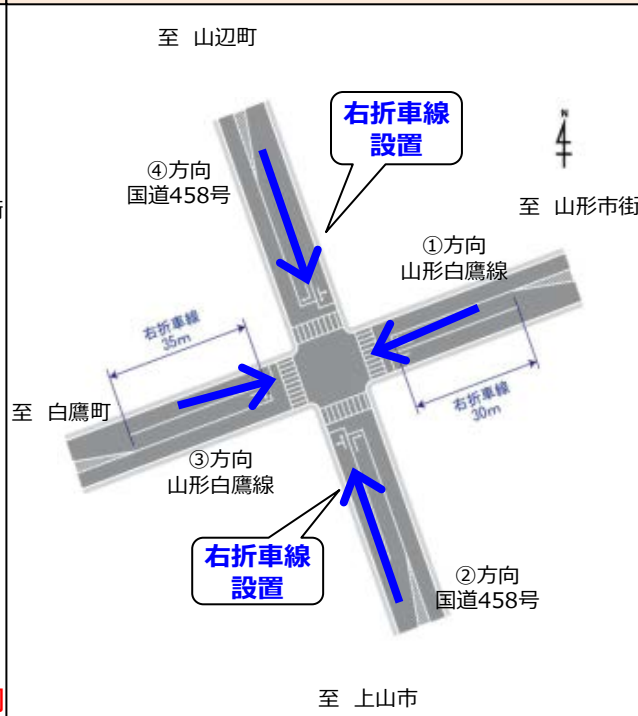 至 山辺町
右折車線
設置
④方向
国道458号
N
至 山形市街
①方向
山形白鷹線
右折車線
35m
至 白鷹町
右折車線
30m
③方向
山形白鷹線
右折車線
設置
②方向
国道458号
至 上山市